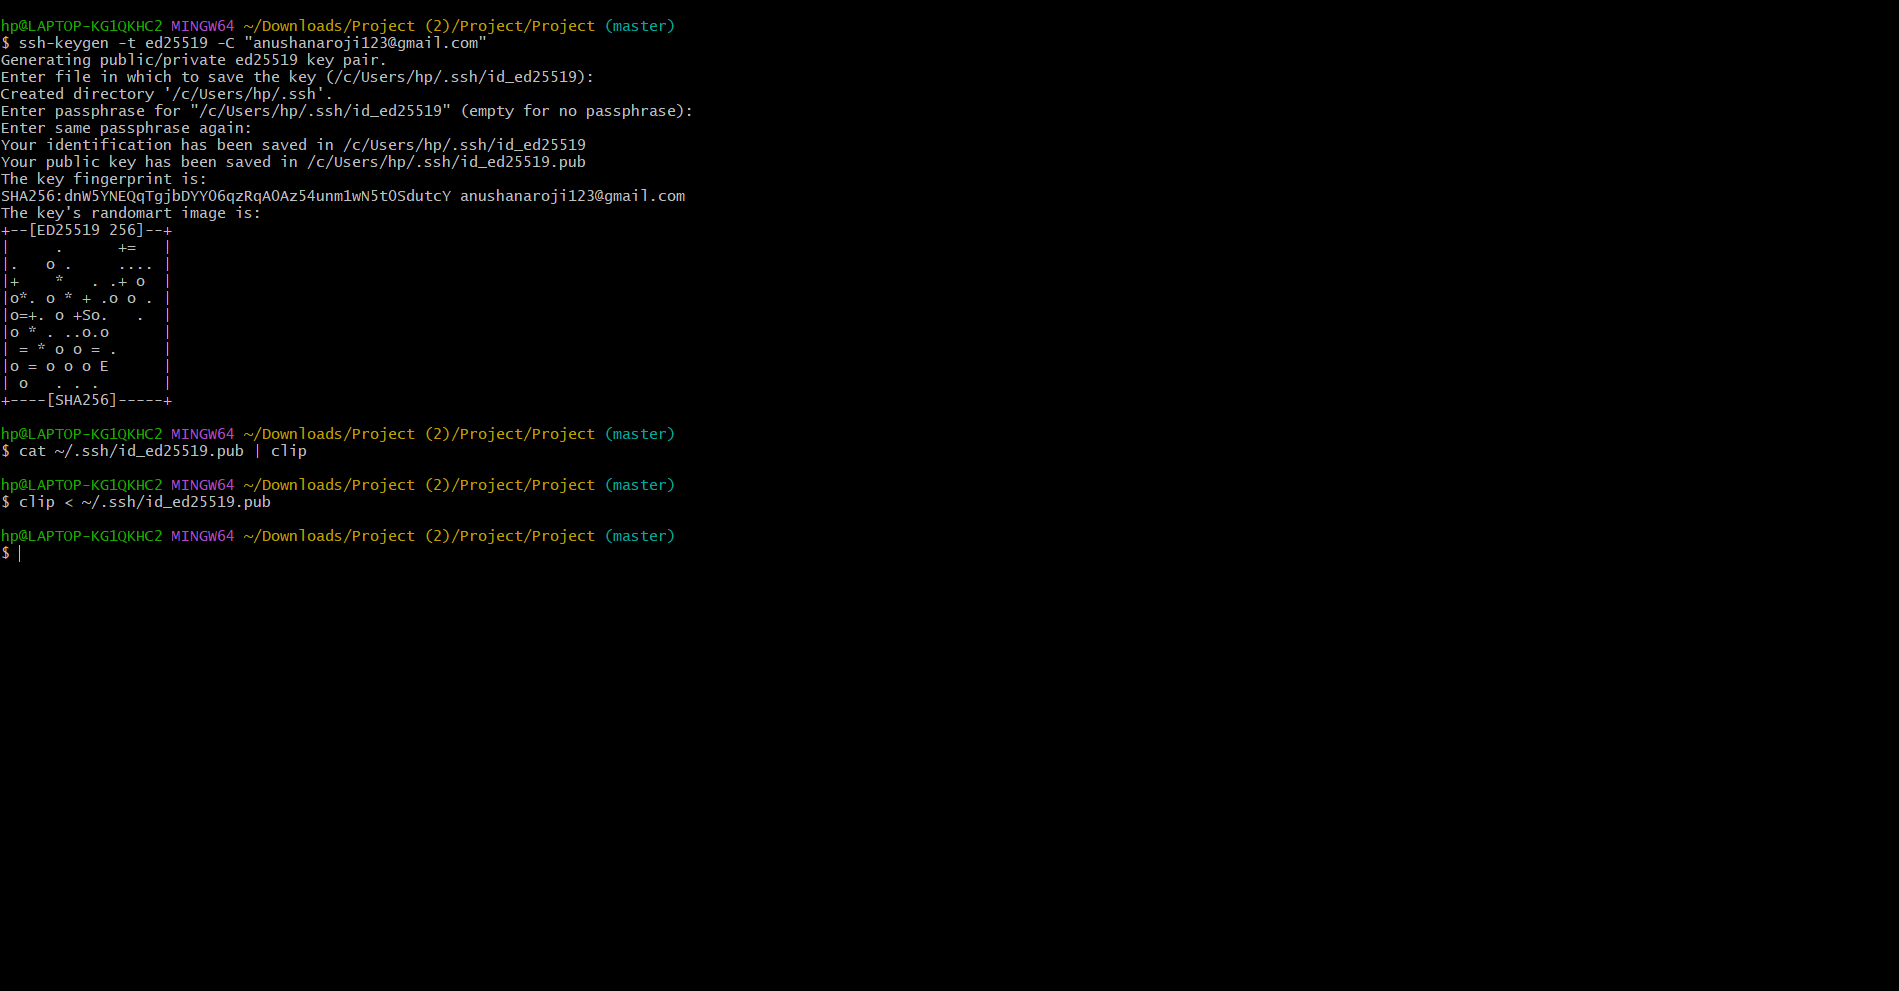 hp@LAPTOP-KG1QKHC2 MINGW64 ~/Downloads/Project (2)/Project/Project (master)
$ ssh-keygen -t ed25519 -C "anushanaroji123@gmail.com"
Generating public/private ed25519 key pair.
Enter file in which to save the key (/c/Users/hp/.ssh/id_ed25519):
Created directory '/c/Users/hp/.ssh'.
Enter passphrase for "/c/Users/hp/.ssh/id_ed25519" (empty for no passphrase):
Enter same passphrase again:
Your identification has been saved in /c/Users/hp/.ssh/id_ed25519
Your public key has been saved in /c/Users/hp/.ssh/id_ed25519.pub
The key fingerprint is:
SHA256:dnW5YNEQqTgjbDYYO6qzRqAOAz54unm1wN5tOSdutcY anushanaroji123@gmail.com
The key's randomart image is:
+--[ED25519 256]--+
|     .      +=   |
|.   o .     .... |
|+    *   . .+ o  |
|o*. o * + .o o . |
|o=+. o +So.   .  |
|o * . ..o.o      |
| = * o o = .     |
|o = o o o E      |
| o   . . .       |
+----[SHA256]-----+
hp@LAPTOP-KG1QKHC2 MINGW64 ~/Downloads/Project (2)/Project/Project (master)
$ cat ~/.ssh/id_ed25519.pub | clip
hp@LAPTOP-KG1QKHC2 MINGW64 ~/Downloads/Project (2)/Project/Project (master)
$ clip < ~/.ssh/id_ed25519.pub
hp@LAPTOP-KG1QKHC2 MINGW64 ~/Downloads/Project (2)/Project/Project (master)
$